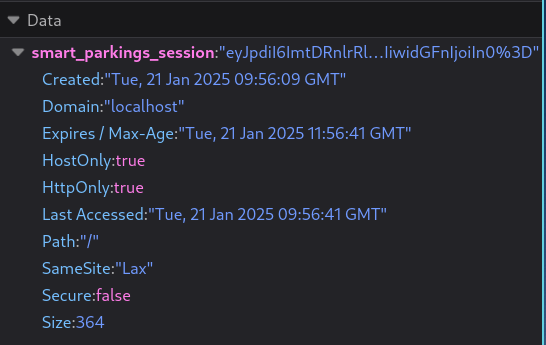 Data
smart_parkings_session:"eyJpdiI6ImtDRnlrRl…IiwidGFnIjoiIn0%3D"
Created:"Tue, 21 Jan 2025 09:56:09 GMT"
Domain:"localhost"
Expires / Max-Age:"Tue, 21 Jan 2025 11:56:41 GMT"
HostOnly:true
HttpOnly:true
Last Accessed:"Tue, 21 Jan 2025 09:56:41 GMT"
Path:"/"
SameSite:"Lax"
Secure:false
Size:364